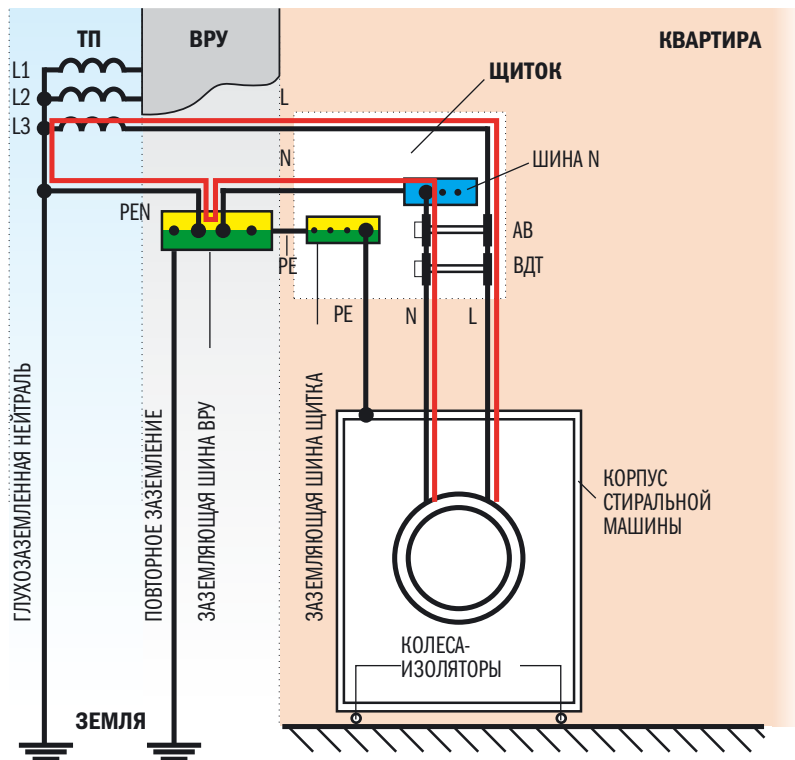 ТП
ВРУ
КВАРТИРА
L1
L2
L3
L
ЩИТОК
N
ШИНА N
PEN
АВ
PE
ВДТ
PE
N
L
ГЛУХОЗАЗЕМЛЕННАЯ НЕЙТРАЛЬ
ПОВТОРНОЕ ЗАЗЕМЛЕНИЕ
ЗАЗЕМЛЯЮЩАЯ ШИНА ВРУ
ЗАЗЕМЛЯЮЩАЯ ШИНА ЩИТКА
КОРПУС
СТИРАЛЬНОЙ
МАШИНЫ
КОЛЕСА-
ИЗОЛЯТОРЫ
ЗЕМЛЯ